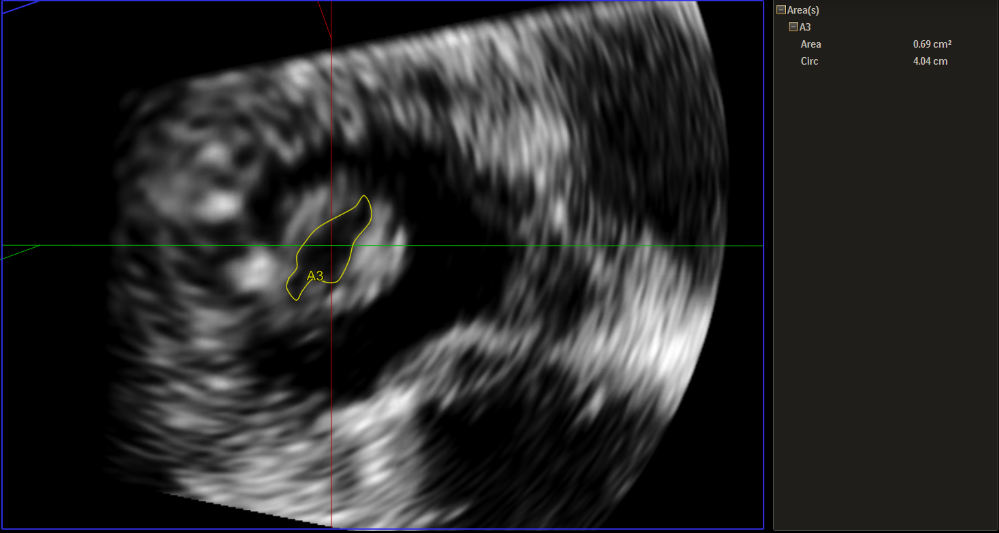 Area(s)
A3
Area 0.69 cm²
Circ 4.04 cm
A3